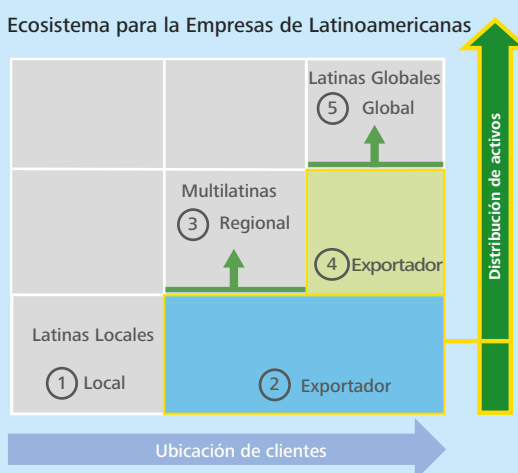 Ecosistema para la Empresas de Latinoamericanas
Latinas Globales
5 Global
Multilatinas
3 Regional
4 Exportador
Latinas Locales
1 Local
2 Exportador
Distribución de activos
Ubicación de clientes